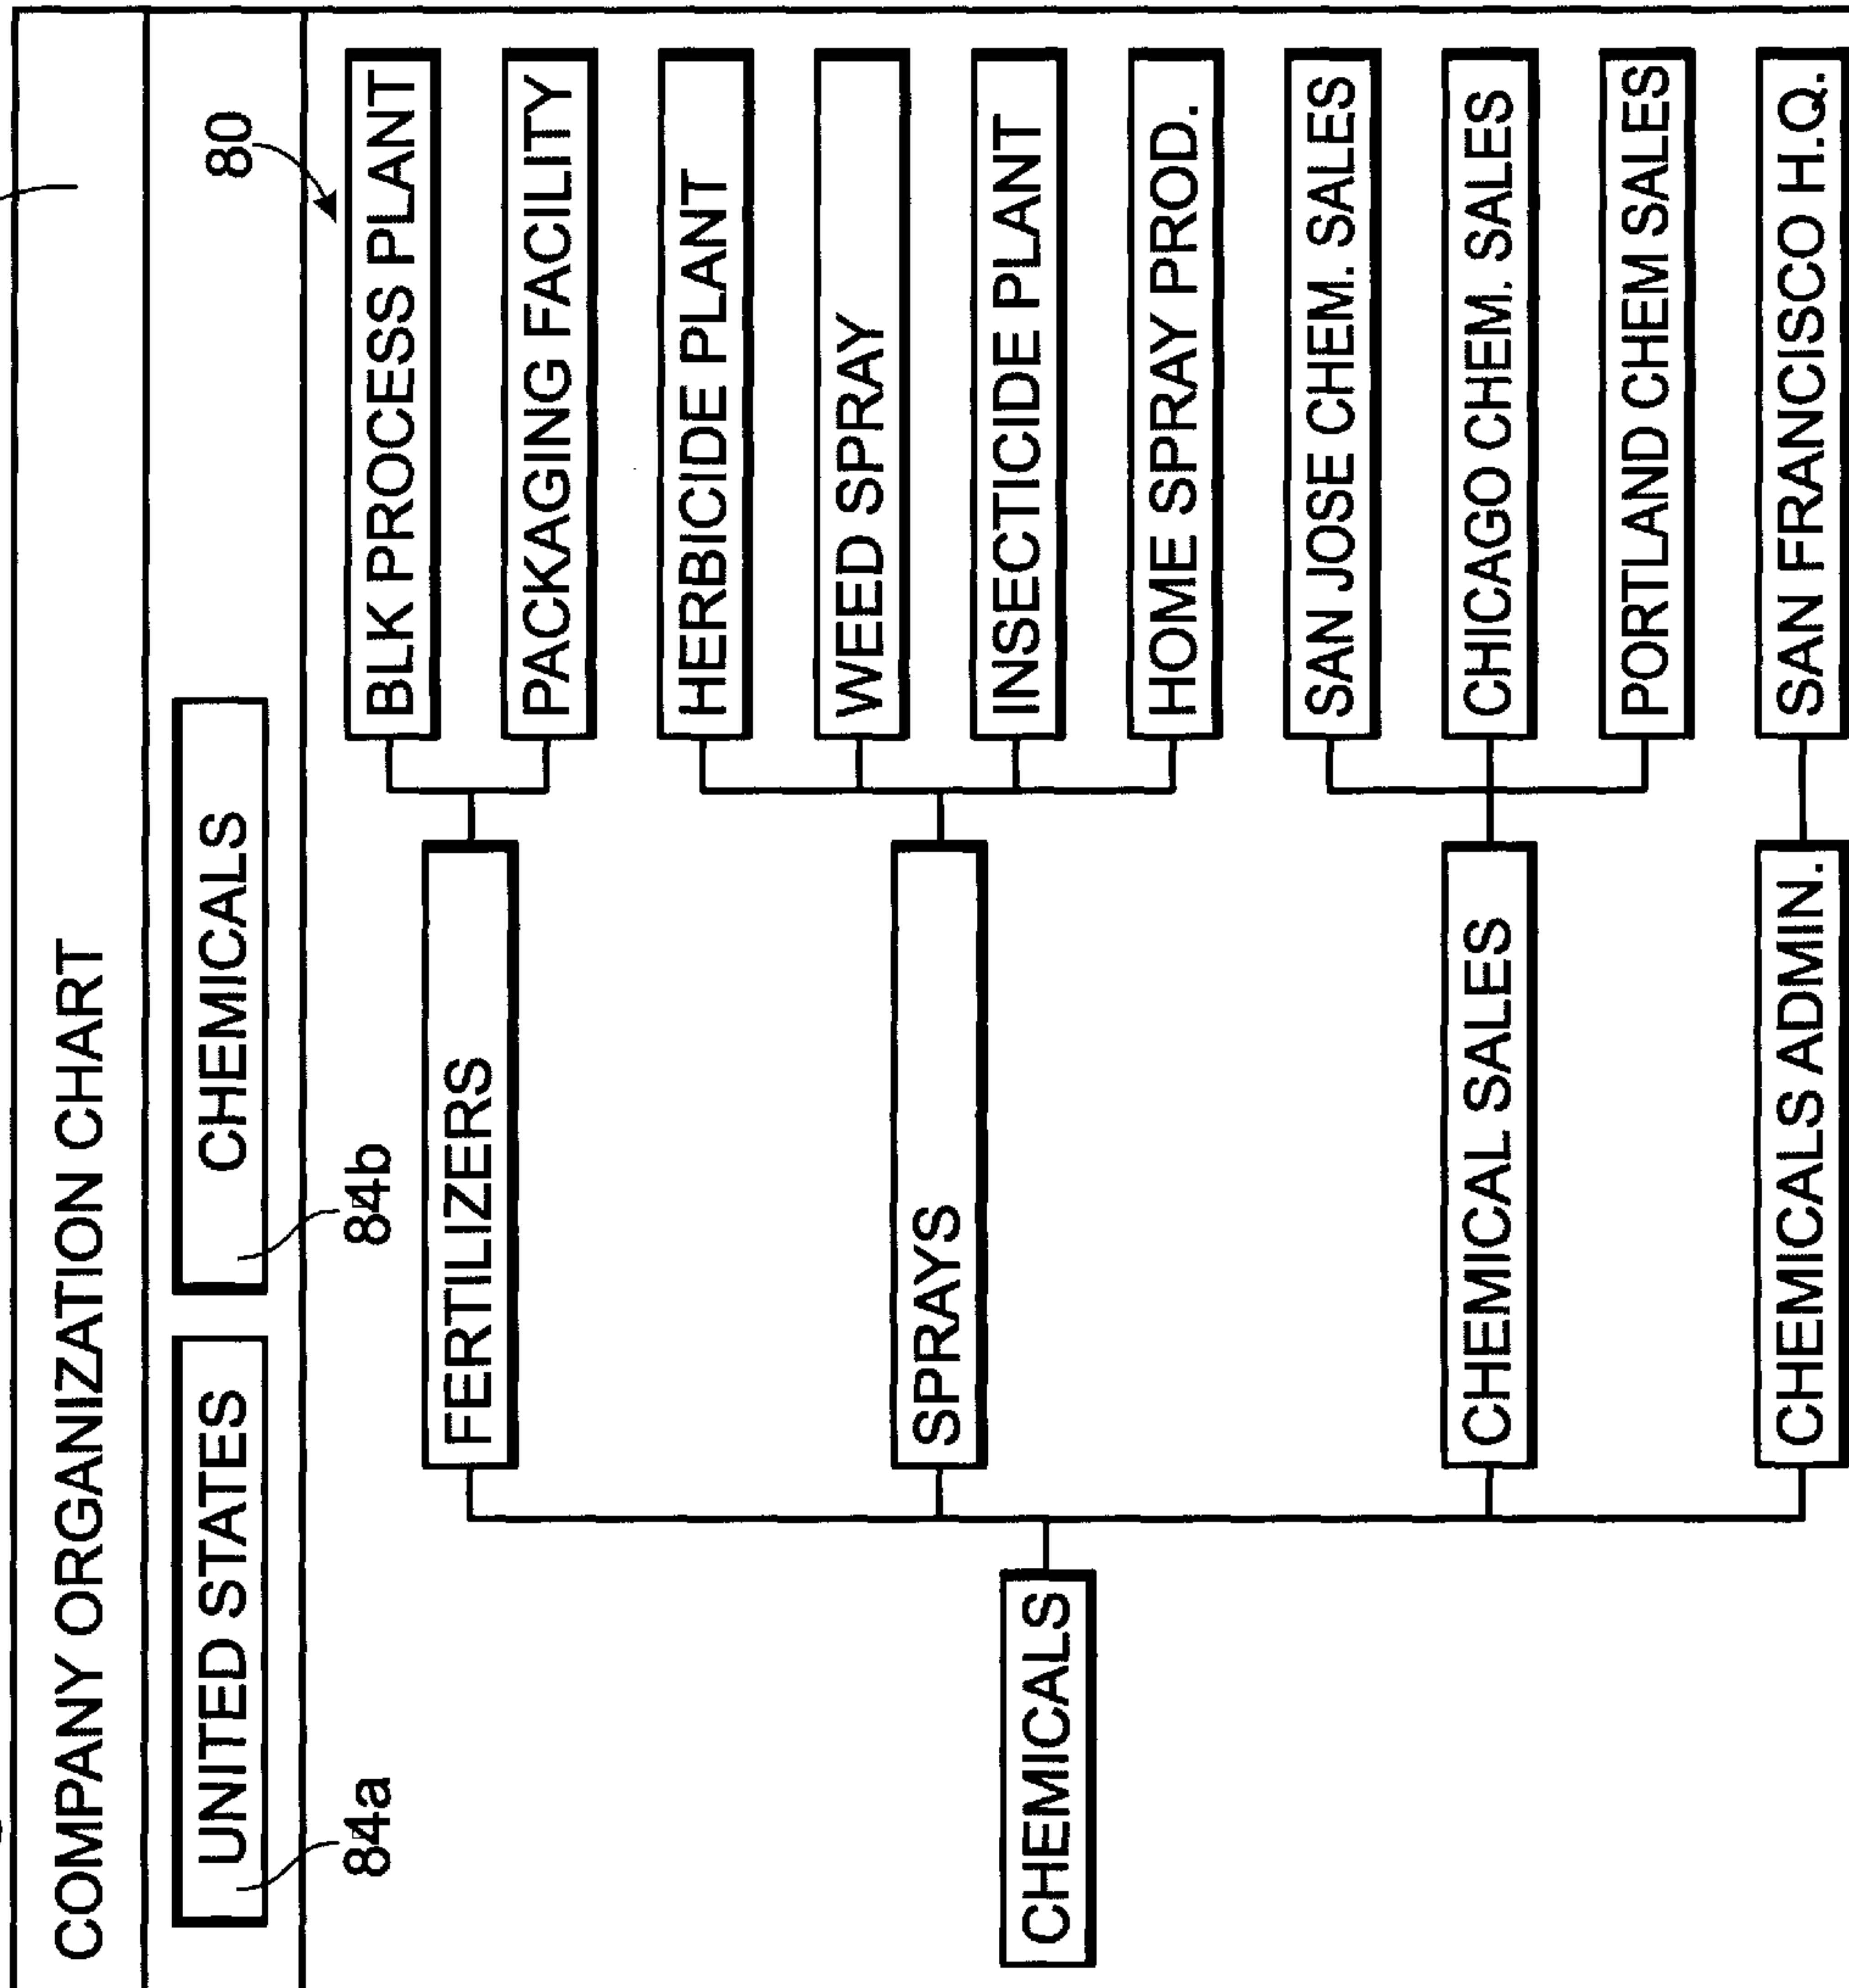 COMPANY ORGANIZATION CHART
UNITED STATES
CHEMICALS
84a
84b
80
CHEMICALS
FERTILIZERS
BLK PROCESS PLANT
PACKAGING FACILITY
SPRAYS
HERBICIDE PLANT
WEED SPRAY
INSECTICIDE PLANT
HOME SPRAY PROD.
CHEMICAL SALES
SAN JOSE CHEM. SALES
CHICAGO CHEM. SALES
PORTLAND CHEM SALES
CHEMICALS ADMIN.
SAN FRANCISCO H.Q.